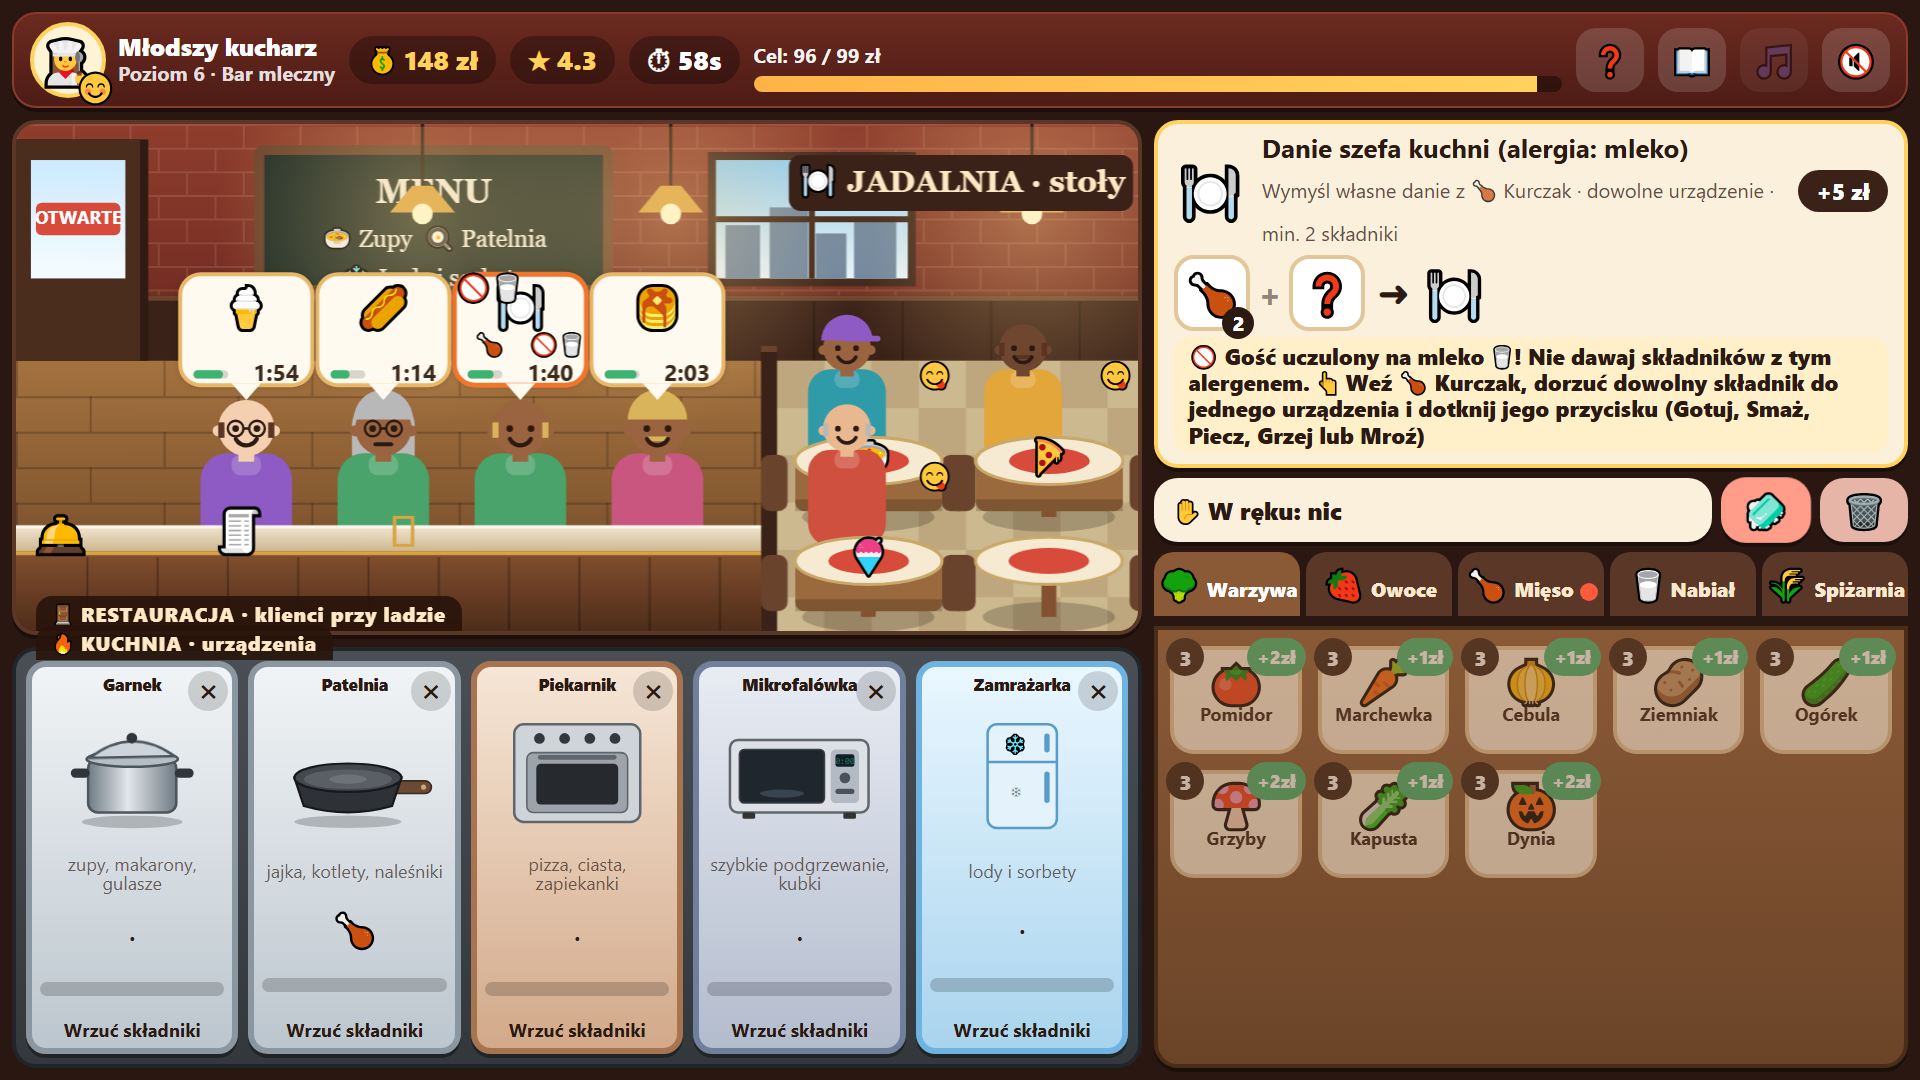 Młodszy kucharz
Poziom 6 · Bar mleczny
148 zł
★ 4.3
58s
Cel: 96 / 99 zł
OTWARTE
MENU
Zupy Patelnia
JADALNIA · stoły
1:54
1:14
1:40
2:03
RESTAURACJA · klienci przy ladzie
KUCHNIA · urządzenia
Danie szefa kuchni (alergia: mleko)
Wymyśl własne danie z Kurczak · dowolne urządzenie ·
min. 2 składniki
+5 zł
2
+ ? →
Gość uczulony na mleko ! Nie dawaj składników z tym
alergenem. Weź Kurczak, dorzuć dowolny składnik do
jednego urządzenia i dotknij jego przycisku (Gotuj, Smaż,
Piecz, Grzej lub Mroź)
W ręku: nic
Warzywa
Owoce
Mięso
Nabiał
Spiżarnia
3 +2zł
Pomidor
3 +1zł
Marchewka
3 +1zł
Cebula
3 +1zł
Ziemniak
3 +1zł
Ogórek
3 +2zł
Grzyby
3 +1zł
Kapusta
3 +2zł
Dynia
Garnek
zupy, makarony,
gulasze
Wrzuć składniki
Patelnia
jajka, kotlety, naleśniki
Wrzuć składniki
Piekarnik
pizza, ciasta,
zapiekanki
Wrzuć składniki
Mikrofalówka
0:00
szybkie podgrzewanie,
kubki
Wrzuć składniki
Zamrażarka
lody i sorbety
Wrzuć składniki